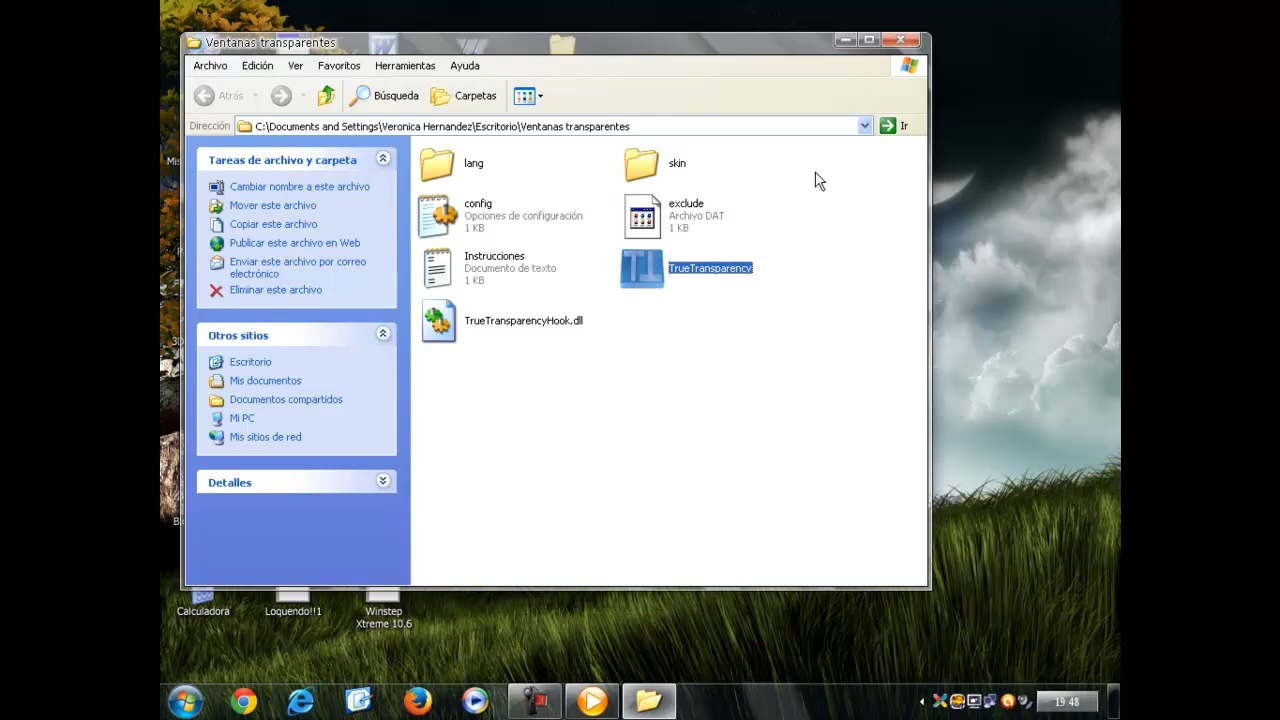 Ventanas transparentes
Archivo Edición Ver Favoritos Herramientas Ayuda
Atrás Búsqueda Carpetas
Dirección C:\Documents and Settings\Veronica Hernandez\Escritorio\Ventanas transparentes Ir
Tareas de archivo y carpeta
Cambiar nombre a este archivo
Mover este archivo
Copiar este archivo
Publicar este archivo en Web
Enviar este archivo por correo
electrónico
Eliminar este archivo
Otros sitios
Escritorio
Mis documentos
Documentos compartidos
Mi PC
Mis sitios de red
Detalles
lang
skin
config
Opciones de configuración
1 KB
exclude
Archivo DAT
1 KB
Instrucciones
Documento de texto
1 KB
TrueTransparency
TrueTransparencyHook.dll
Calculadora
Loquendo!!1
Winstep
Xtreme 10.6
19:48